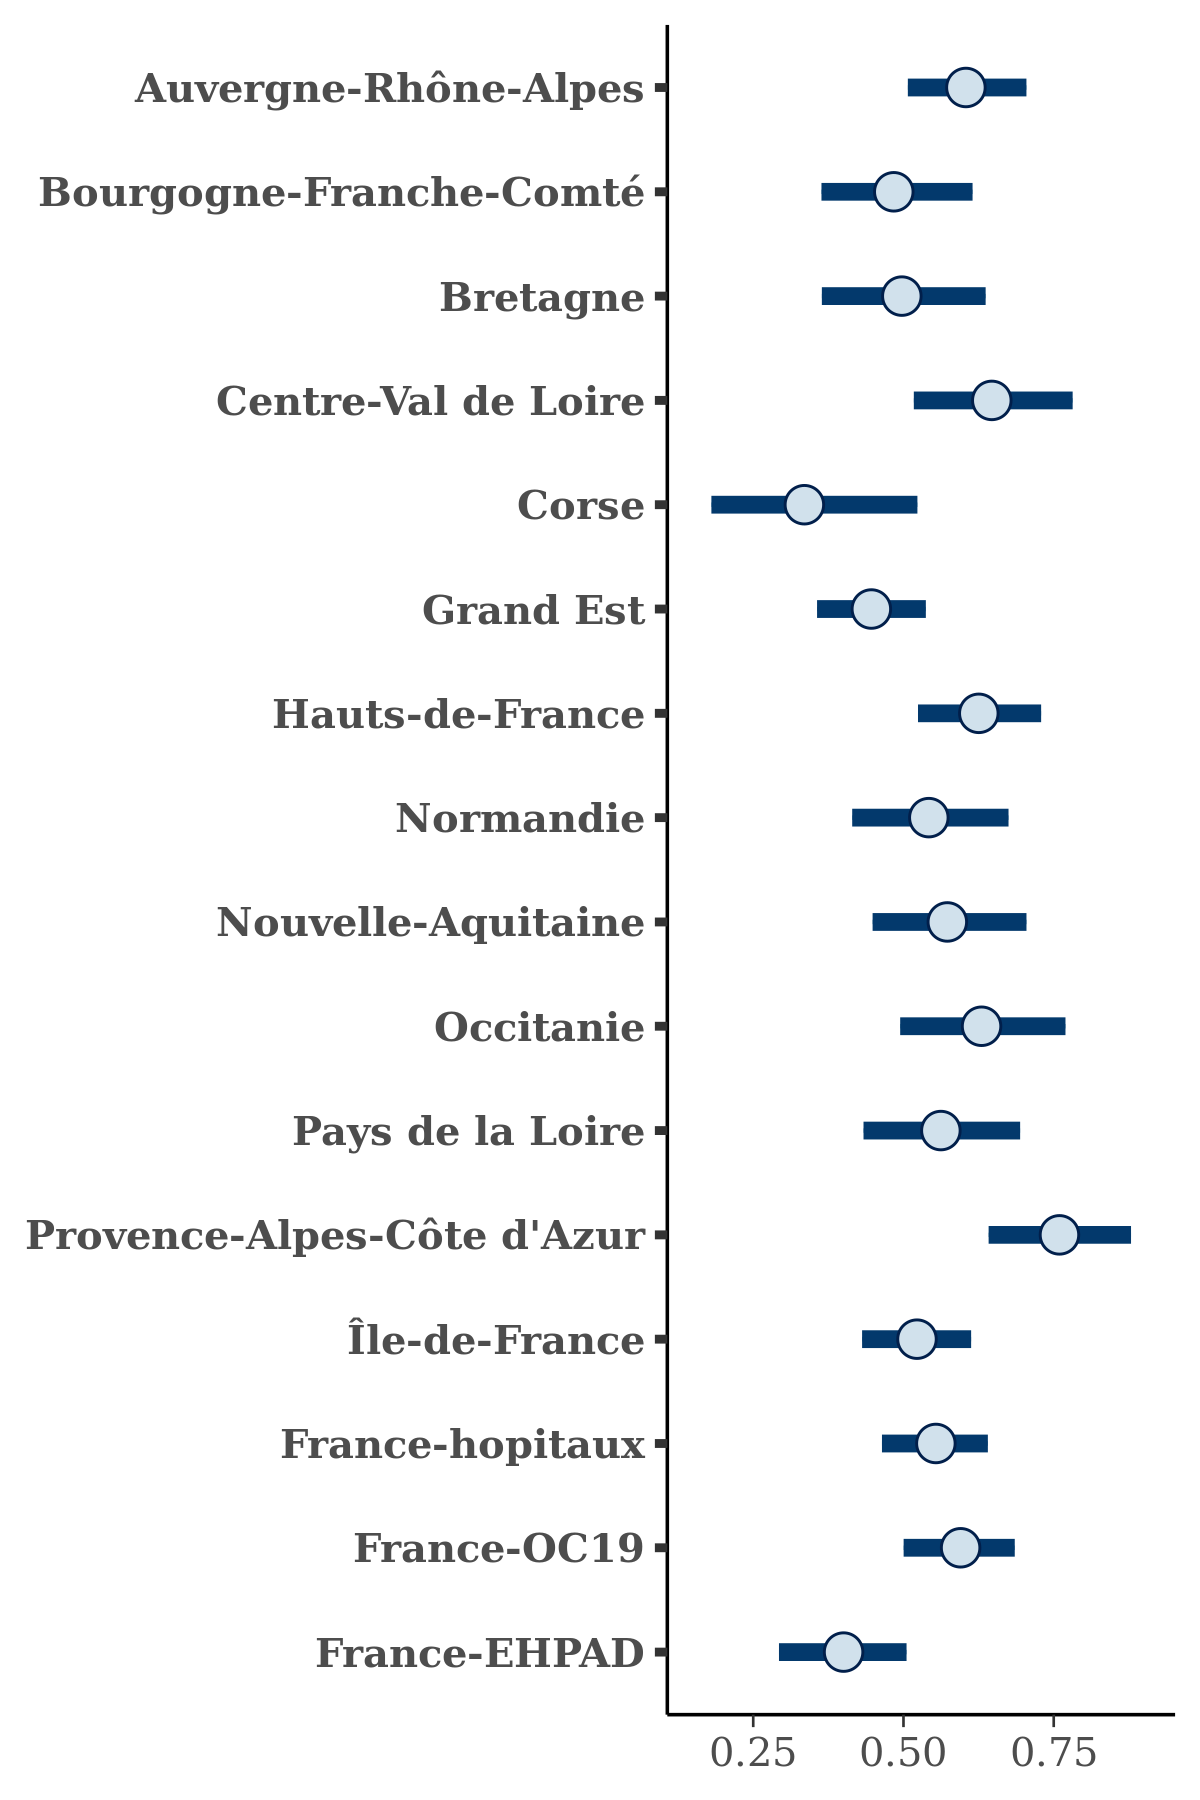 Auvergne-Rhône-Alpes
Bourgogne-Franche-Comté
Bretagne
Centre-Val de Loire
Corse
Grand Est
Hauts-de-France
Normandie
Nouvelle-Aquitaine
Occitanie
Pays de la Loire
Provence-Alpes-Côte d'Azur
Île-de-France
France-hopitaux
France-OC19
France-EHPAD
0.25 0.50 0.75